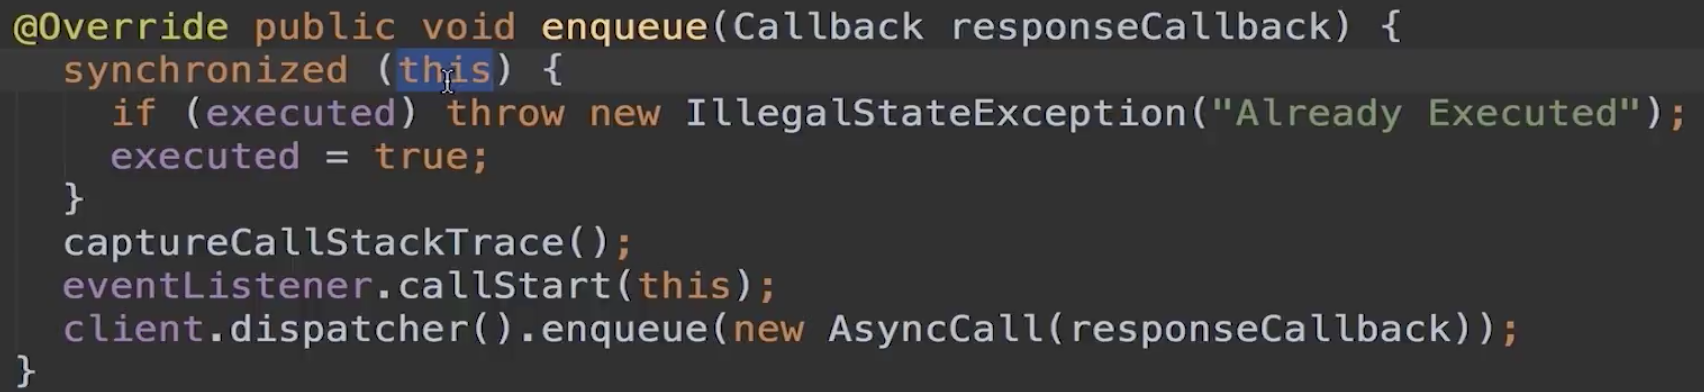 @Override public void enqueue(Callback responseCallback) {
synchronized (this) {
if (executed) throw new IllegalStateException("Already Executed");
executed = true;
}
captureCallStackTrace();
eventListener.callStart(this);
client.dispatcher().enqueue(new AsyncCall(responseCallback));
}